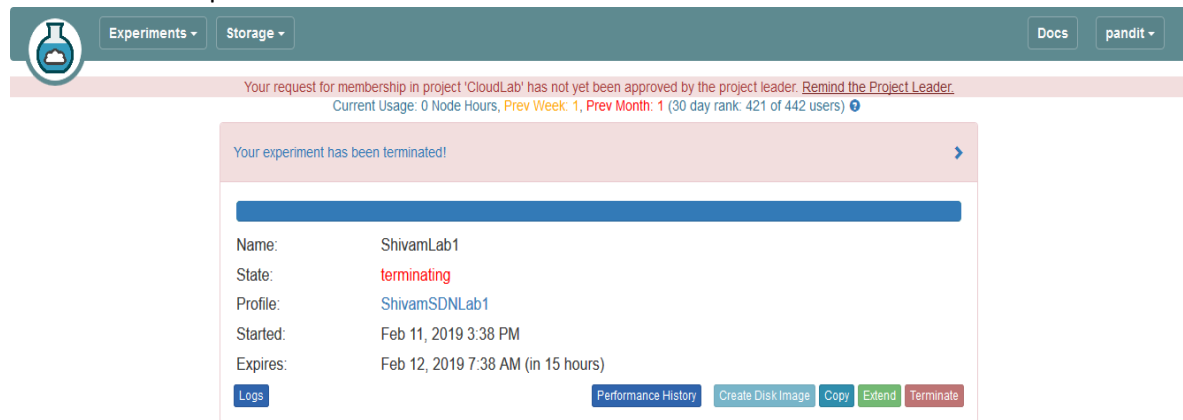 Experiments Storage Docs pandit
Your request for membership in project 'CloudLab' has not yet been approved by the project leader. Remind the Project Leader.
Current Usage: 0 Node Hours, Prev Week: 1, Prev Month: 1 (30 day rank: 421 of 442 users)
Your experiment has been terminated!
Name: ShivamLab1
State: terminating
Profile: ShivamSDNLab1
Started: Feb 11, 2019 3:38 PM
Expires: Feb 12, 2019 7:38 AM (in 15 hours)
Logs Performance History Create Disk Image Copy Extend Terminate